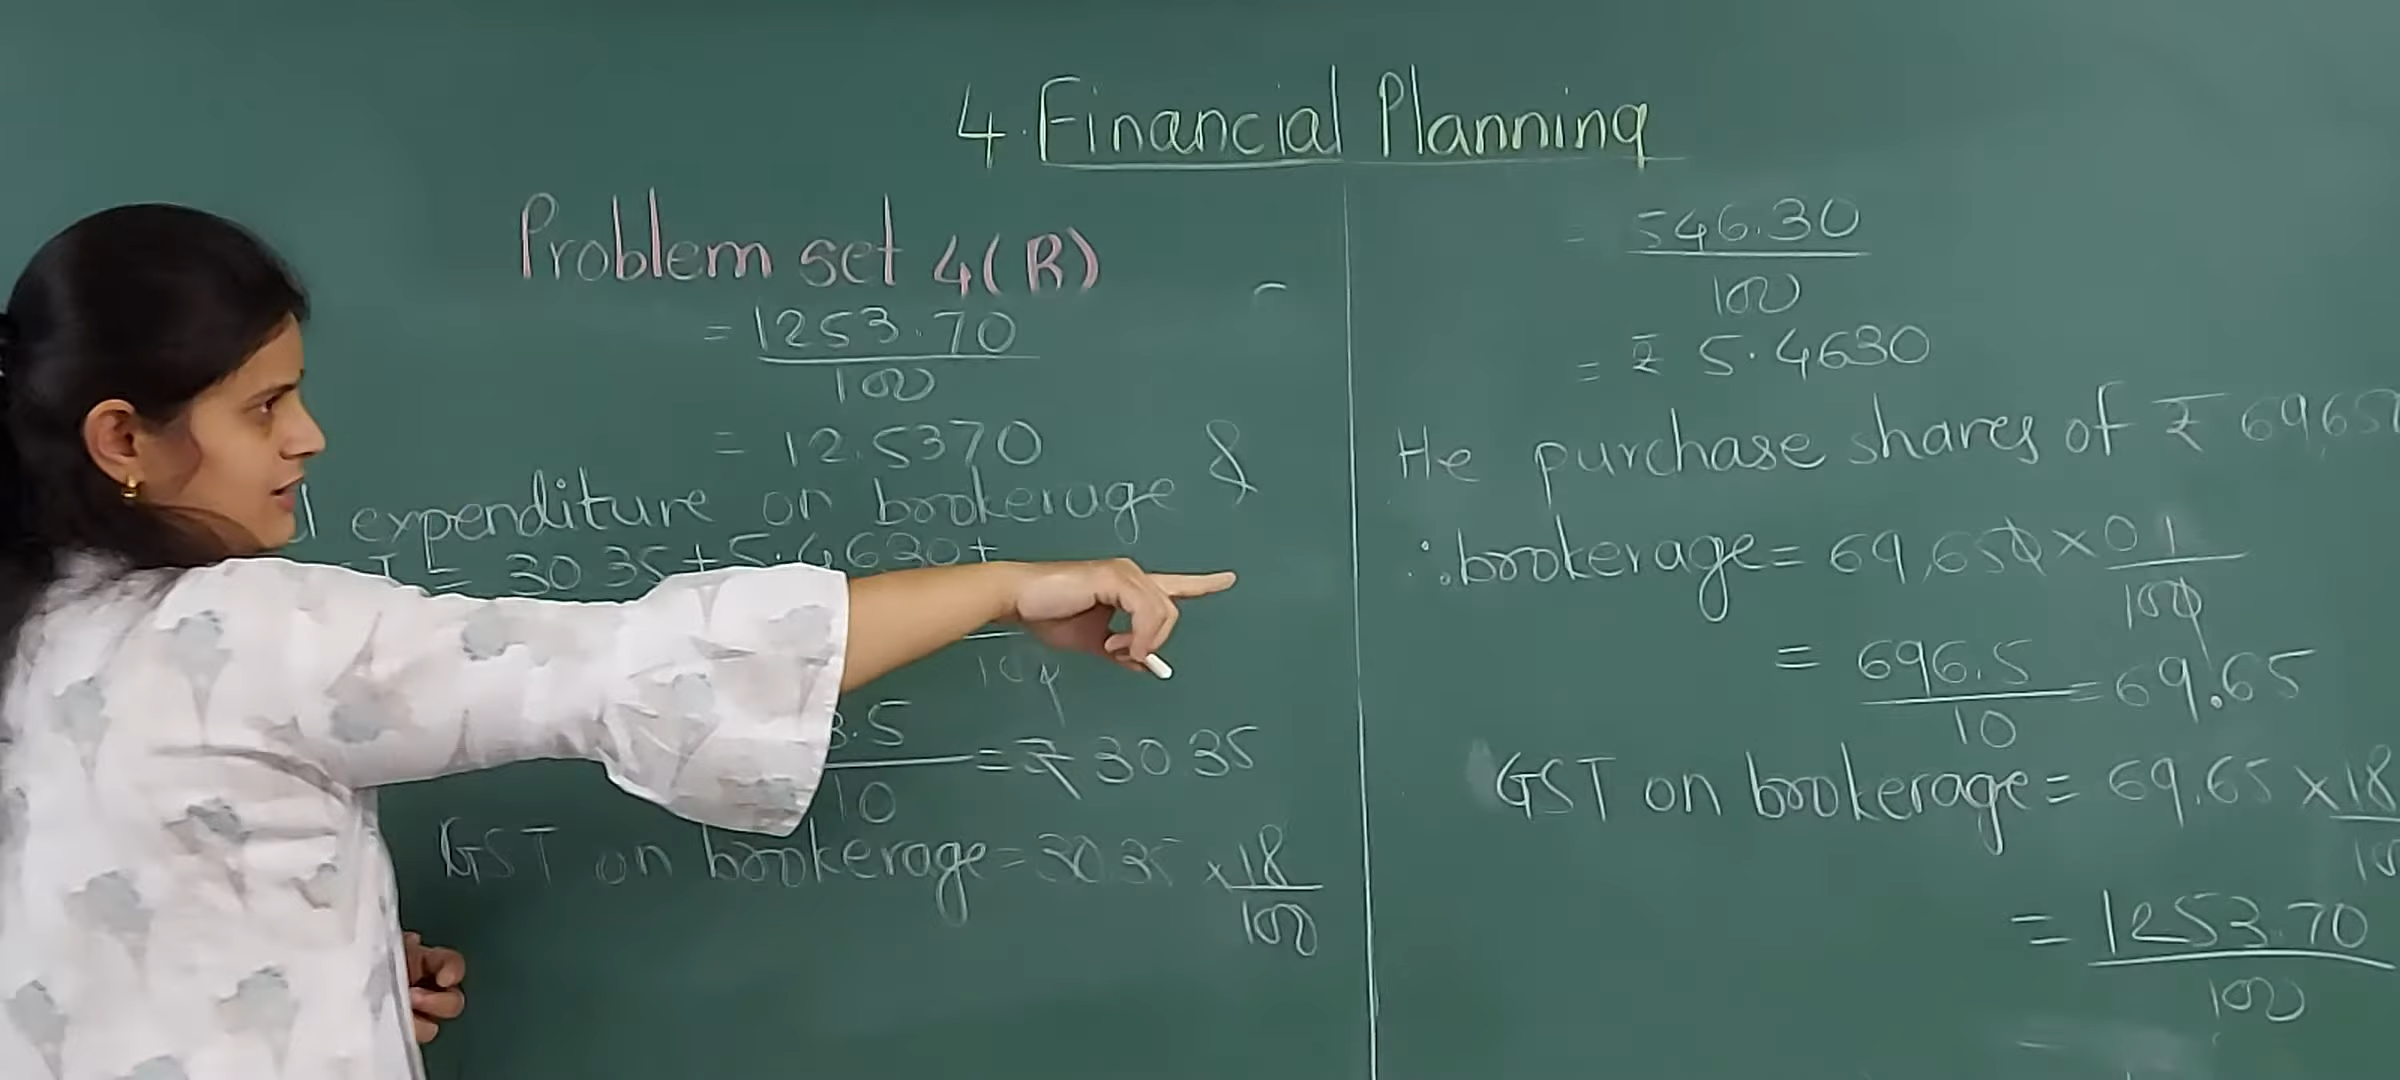 4. Financial Planning
Problem set 4(B)
= 1253.70
100
= 12.5370
expenditure on brokerage &
= 30.35 + 5.4630 +
100
3.5
10
= ₹ 30.35
GST on brokerage = 30.35 × 18
100
= 546.30
100
= ₹ 5.4630
He purchase shares of ₹ 69,650
∴ brokerage = 69,650 × 0.1
100
= 696.5
10
= 69.65
GST on brokerage = 69.65 × 18
= 1253.70
100
=